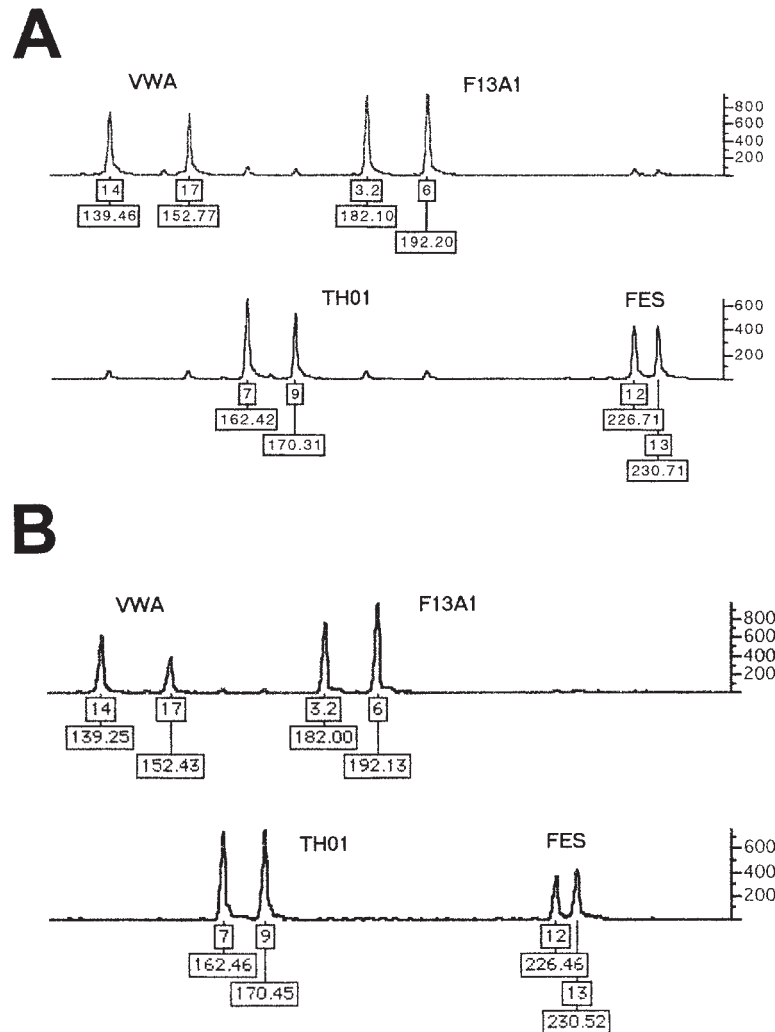 A
VWA F13A1
800
600
400
200
14 17 3.2 6
139.46 152.77 182.10
192.20
TH01 FES
600
400
200
7 9 12
162.42 226.71
170.31 13
230.71
B
VWA F13A1
800
600
400
200
14 17 3.2 6
139.25 182.00
152.43 192.13
TH01 FES
600
400
200
7 9 12
162.46 226.46
170.45 13
230.52